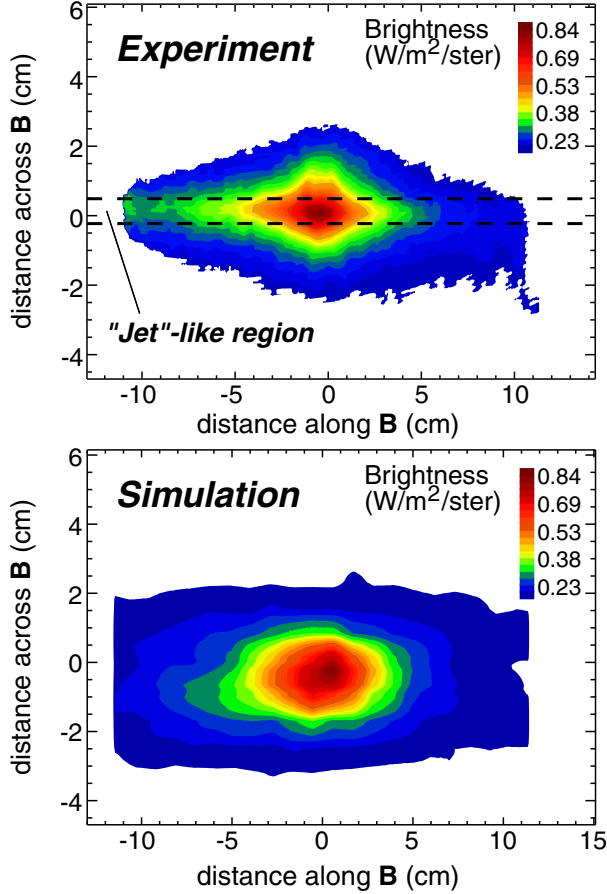 Experiment
Brightness
(W/m²/ster)
0.84
0.69
0.53
0.38
0.23
distance across B (cm)
6
4
2
0
-2
-4
"Jet"-like region
-10 -5 0 5 10
distance along B (cm)
Simulation
Brightness
(W/m²/ster)
0.84
0.69
0.53
0.38
0.23
distance across B (cm)
6
4
2
0
-2
-4
-10 -5 0 5 10 15
distance along B (cm)